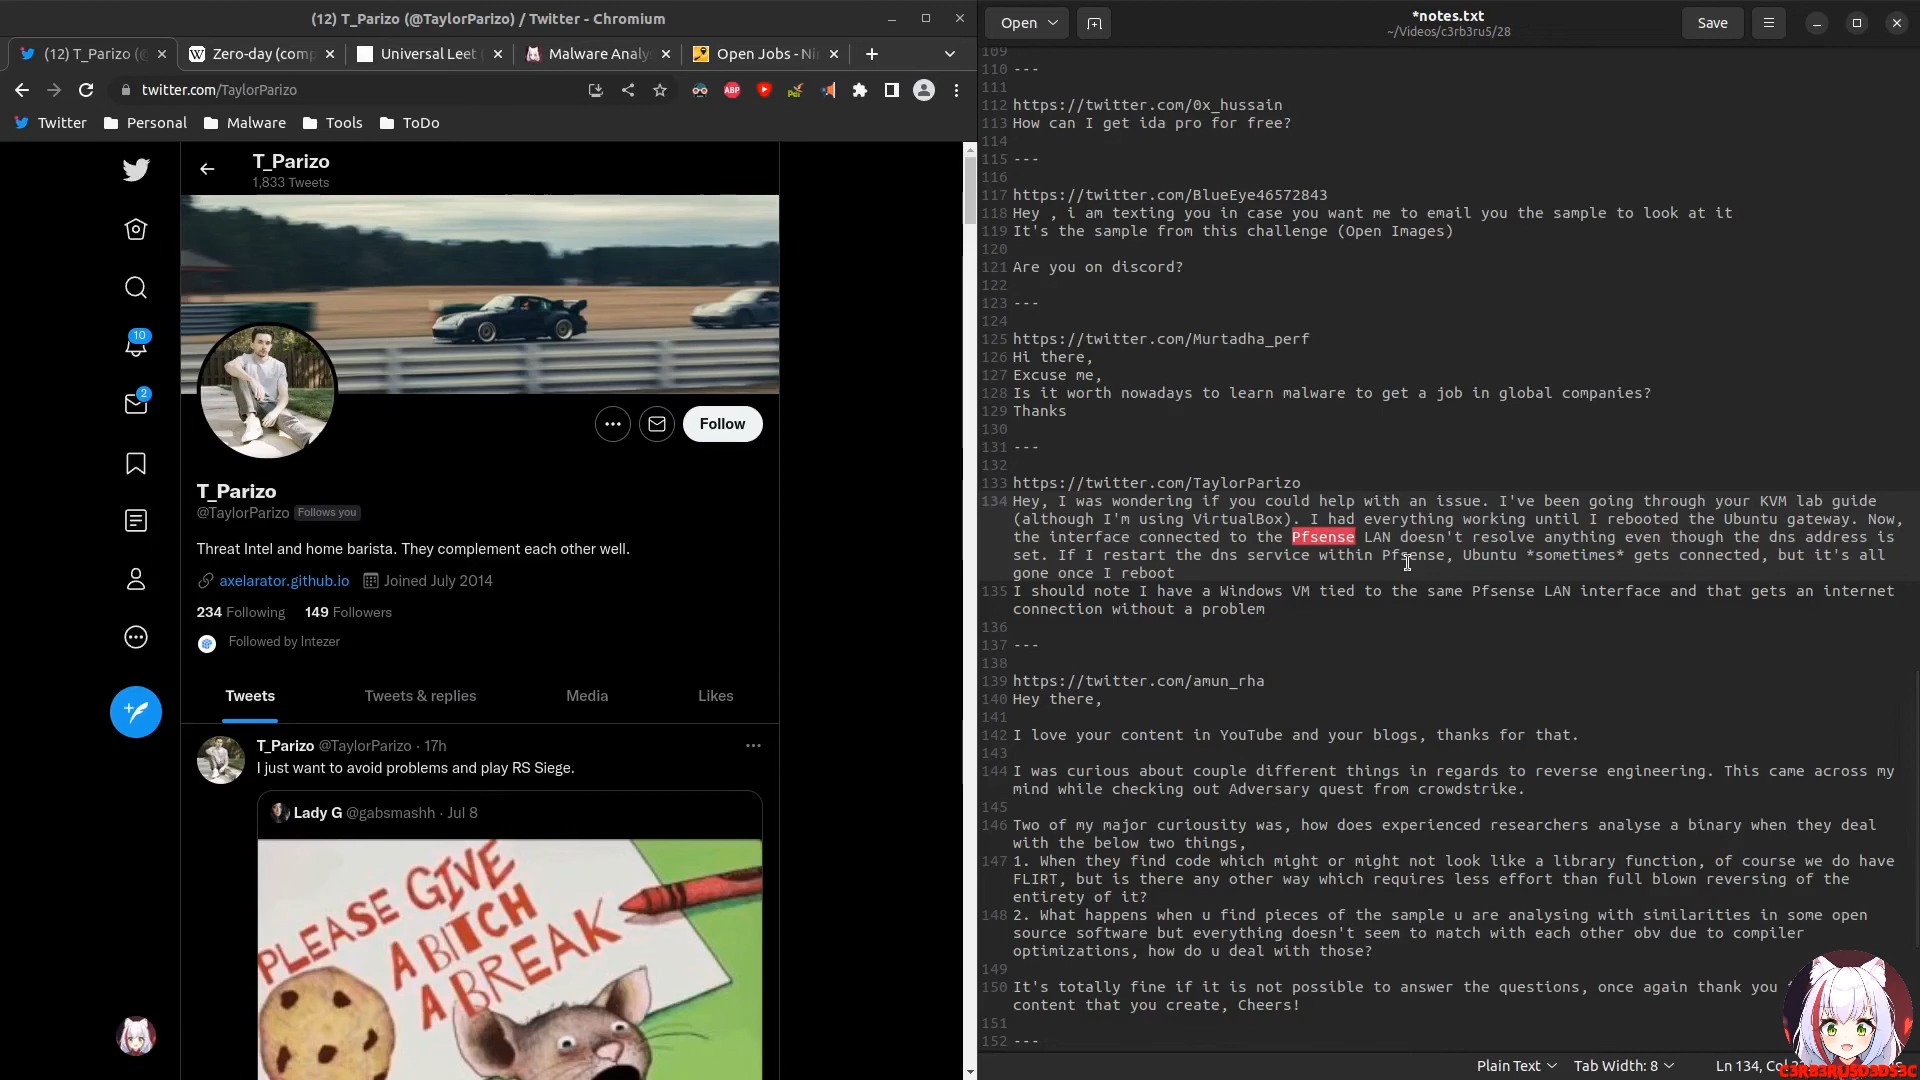 (12) T_Parizo (@TaylorParizo) / Twitter - Chromium
(12) T_Parizo (@
Zero-day (comp
Universal Leet (
Malware Analy
Open Jobs - Ni
twitter.com/TaylorParizo
ABP
Twitter
Personal
Malware
Tools
ToDo
T_Parizo
1,833 Tweets
10
2
Follow
T_Parizo
@TaylorParizo Follows you
Threat Intel and home barista. They complement each other well.
axelarator.github.io Joined July 2014
234 Following 149 Followers
Followed by Intezer
Tweets
Tweets & replies
Media
Likes
T_Parizo @TaylorParizo · 17h
I just want to avoid problems and play RS Siege.
Lady G @gabsmashh · Jul 8
PLEASE GIVE
A BITCH
A BREAK
Open
*notes.txt
~/Videos/c3rb3ru5/28
Save
109
110 ---
111
112 https://twitter.com/0x_hussain
113 How can I get ida pro for free?
114
115 ---
116
117 https://twitter.com/BlueEye46572843
118 Hey , i am texting you in case you want me to email you the sample to look at it
119 It's the sample from this challenge (Open Images)
120
121 Are you on discord?
122
123 ---
124
125 https://twitter.com/Murtadha_perf
126 Hi there,
127 Excuse me,
128 Is it worth nowadays to learn malware to get a job in global companies?
129 Thanks
130
131 ---
132
133 https://twitter.com/TaylorParizo
134 Hey, I was wondering if you could help with an issue. I've been going through your KVM lab guide
(although I'm using VirtualBox). I had everything working until I rebooted the Ubuntu gateway. Now,
the interface connected to the Pfsense LAN doesn't resolve anything even though the dns address is
set. If I restart the dns service within Pfsense, Ubuntu *sometimes* gets connected, but it's all
gone once I reboot
135 I should note I have a Windows VM tied to the same Pfsense LAN interface and that gets an internet
connection without a problem
136
137 ---
138
139 https://twitter.com/amun_rha
140 Hey there,
141
142 I love your content in YouTube and your blogs, thanks for that.
143
144 I was curious about couple different things in regards to reverse engineering. This came across my
mind while checking out Adversary quest from crowdstrike.
145
146 Two of my major curiousity was, how does experienced researchers analyse a binary when they deal
with the below two things,
147 1. When they find code which might or might not look like a library function, of course we do have
FLIRT, but is there any other way which requires less effort than full blown reversing of the
entirety of it?
148 2. What happens when u find pieces of the sample u are analysing with similarities in some open
source software but everything doesn't seem to match with each other obv due to compiler
optimizations, how do u deal with those?
149
150 It's totally fine if it is not possible to answer the questions, once again thank you
content that you create, Cheers!
151
152 ---
Plain Text
Tab Width: 8
Ln 134, Co
C3RB3RU5D3D53C